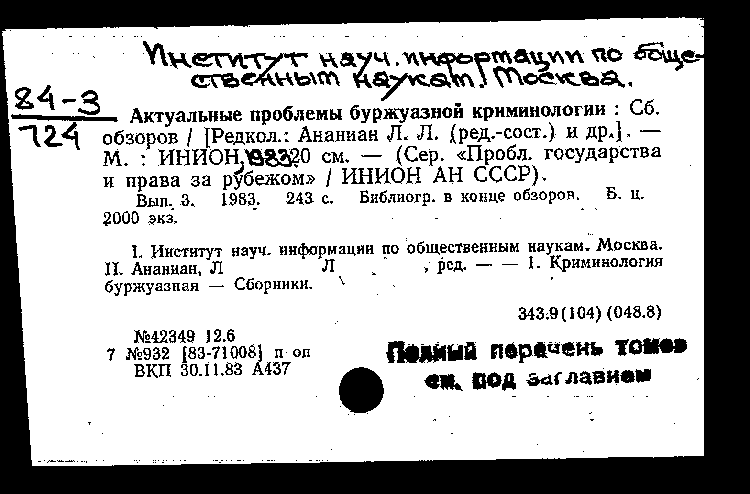 Институт науч. информации по обще-
ственным наукам. Москва.
84-3
724
Актуальные проблемы буржуазной криминологии : Сб.
обзоров / [Редкол.: Ананиан Л. Л. (ред.-сост.) и др.]. —
М. : ИНИОН, 1983. 20 см. — (Сер. «Пробл. государства
и права за рубежом» / ИНИОН АН СССР).
Вып. 3. 1983. 243 с. Библиогр. в конце обзоров. Б. ц.
2000 экз.
I. Институт науч. информации по общественным наукам. Москва.
II. Ананиан, Л Л , ред. — — 1. Криминология
буржуазная — Сборники.
343.9(104)(048.8)
№42349 12.6
7 №932 [83-71008] п оп
ВКП 30.11.83 А437
Полный перечень томов
см. под заглавием